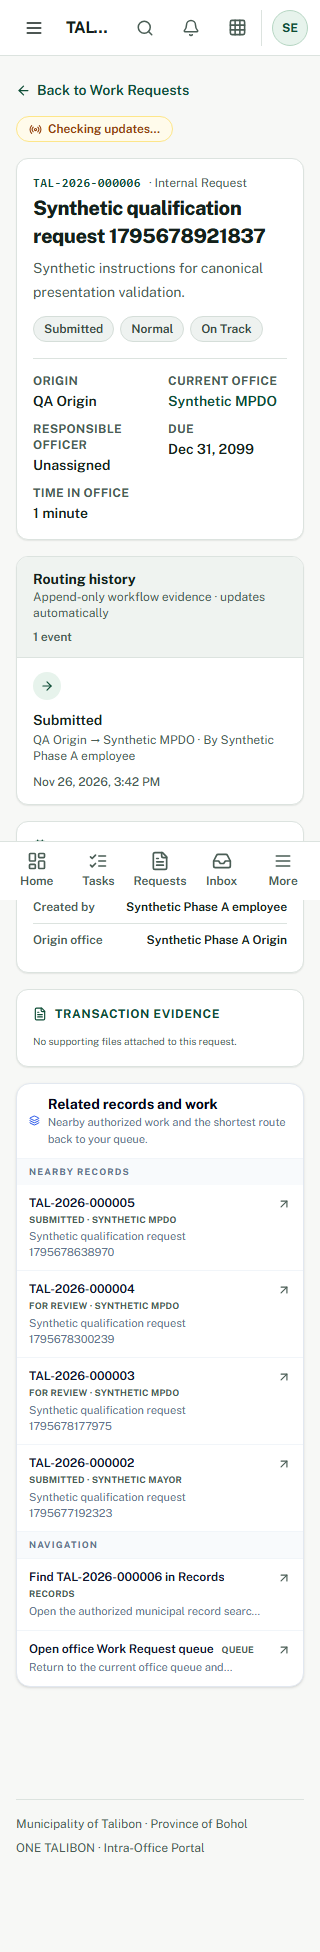 TAL...
SE
Back to Work Requests
Checking updates...
TAL-2026-000006 · Internal Request
Synthetic qualification
request 1795678921837
Synthetic instructions for canonical
presentation validation.
Submitted
Normal
On Track
ORIGIN
QA Origin
CURRENT OFFICE
Synthetic MPDO
RESPONSIBLE
OFFICER
Unassigned
DUE
Dec 31, 2099
TIME IN OFFICE
1 minute
Routing history
Append-only workflow evidence · updates
automatically
1 event
Submitted
QA Origin → Synthetic MPDO · By Synthetic
Phase A employee
Nov 26, 2026, 3:42 PM
Home
Tasks
Requests
Inbox
More
Created by Synthetic Phase A employee
Origin office Synthetic Phase A Origin
TRANSACTION EVIDENCE
No supporting files attached to this request.
Related records and work
Nearby authorized work and the shortest route
back to your queue.
NEARBY RECORDS
TAL-2026-000005
SUBMITTED · SYNTHETIC MPDO
Synthetic qualification request
1795678638970
TAL-2026-000004
FOR REVIEW · SYNTHETIC MPDO
Synthetic qualification request
1795678300239
TAL-2026-000003
FOR REVIEW · SYNTHETIC MPDO
Synthetic qualification request
1795678177975
TAL-2026-000002
SUBMITTED · SYNTHETIC MAYOR
Synthetic qualification request
1795677192323
NAVIGATION
Find TAL-2026-000006 in Records
RECORDS
Open the authorized municipal record searc...
Open office Work Request queue QUEUE
Return to the current office queue and...
Municipality of Talibon · Province of Bohol
ONE TALIBON · Intra-Office Portal